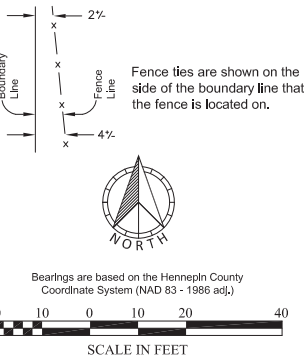 2+/-
Boundary
Line
Fence
Line
4+/-
Fence ties are shown on the
side of the boundary line that
the fence is located on.
NORTH
Bearings are based on the Hennepin County
Coordinate System (NAD 83 - 1986 adj.)
10 0 10 20 40
SCALE IN FEET